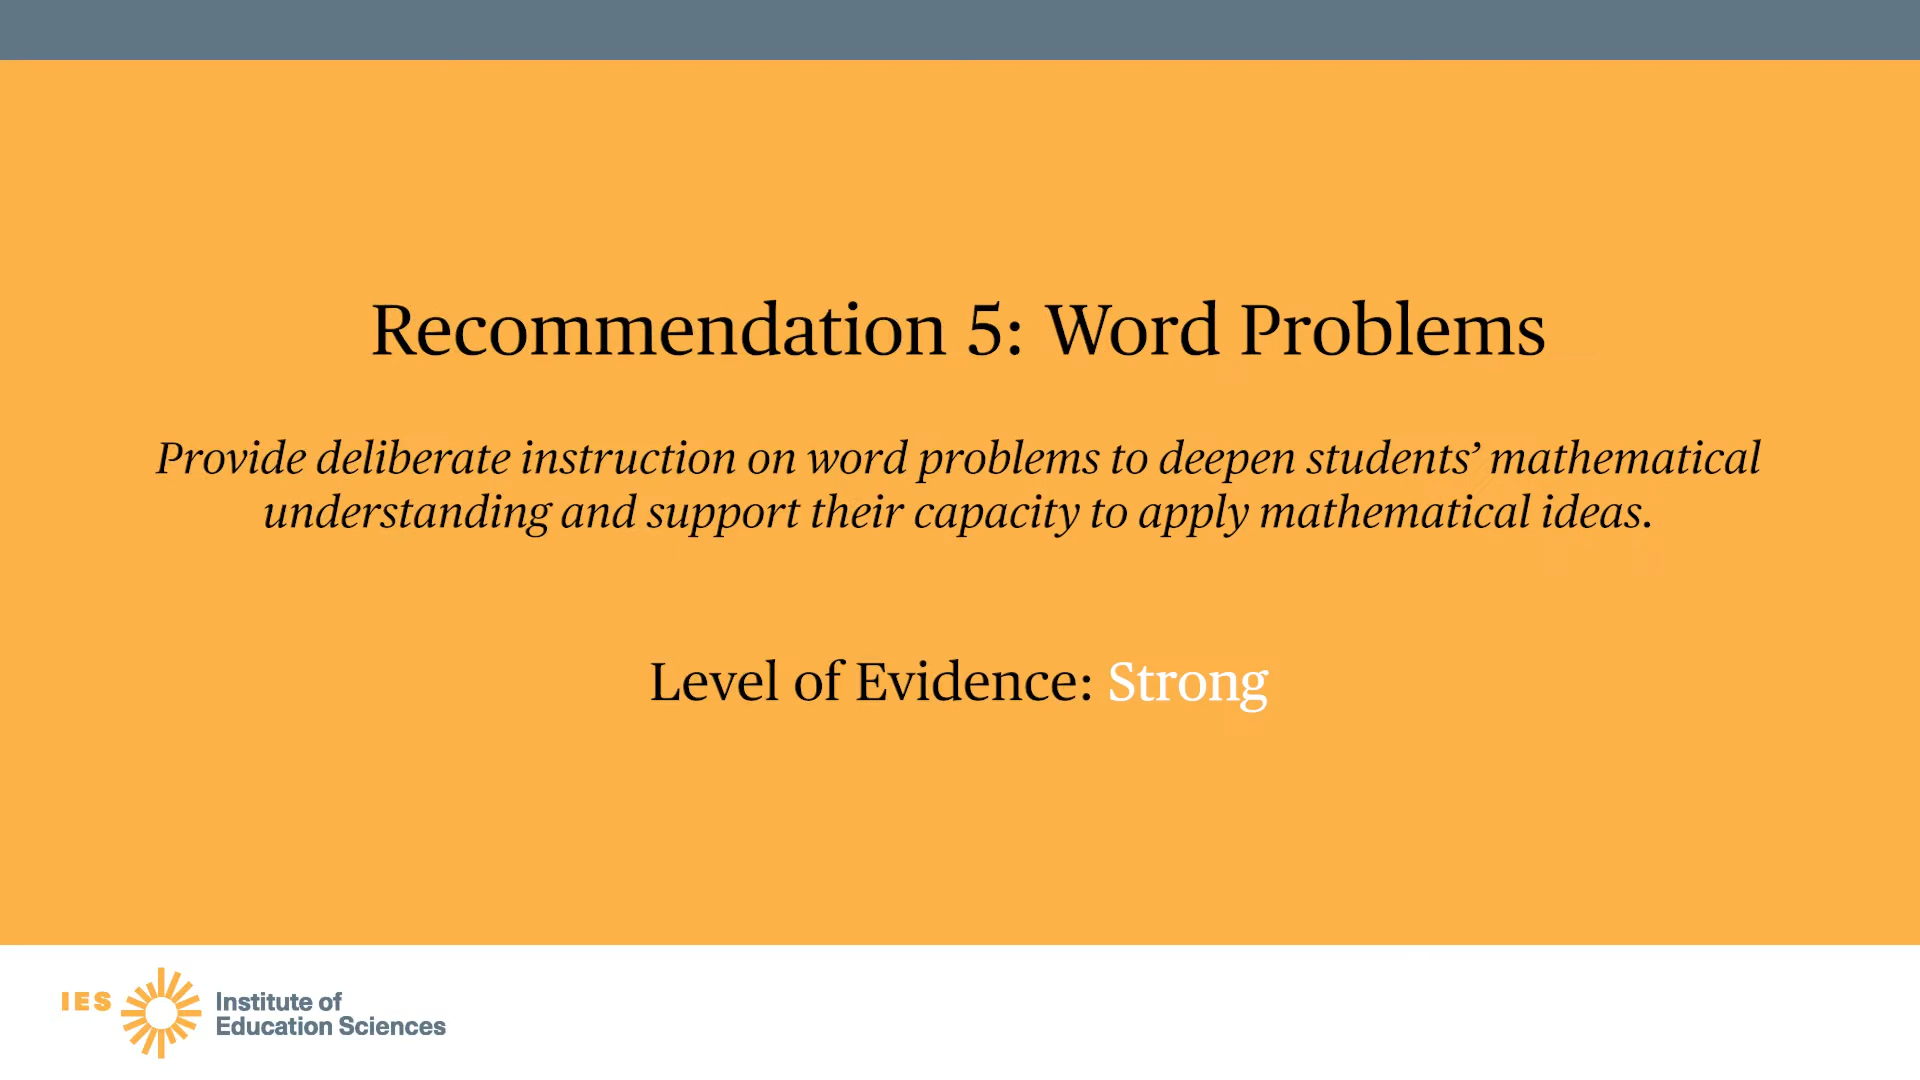 Recommendation 5: Word Problems
Provide deliberate instruction on word problems to deepen students’ mathematical
understanding and support their capacity to apply mathematical ideas.
Level of Evidence: Strong
IES
Institute of
Education Sciences